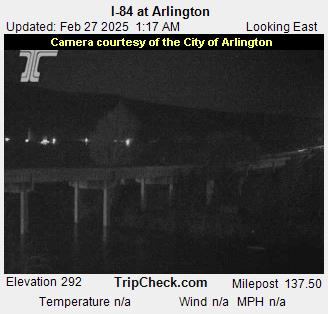 I-84 at Arlington
Updated: Feb 27 2025 1:17 AM Looking East
Camera courtesy of the City of Arlington
Elevation 292 TripCheck.com Milepost 137.50
Temperature n/a Wind n/a MPH n/a